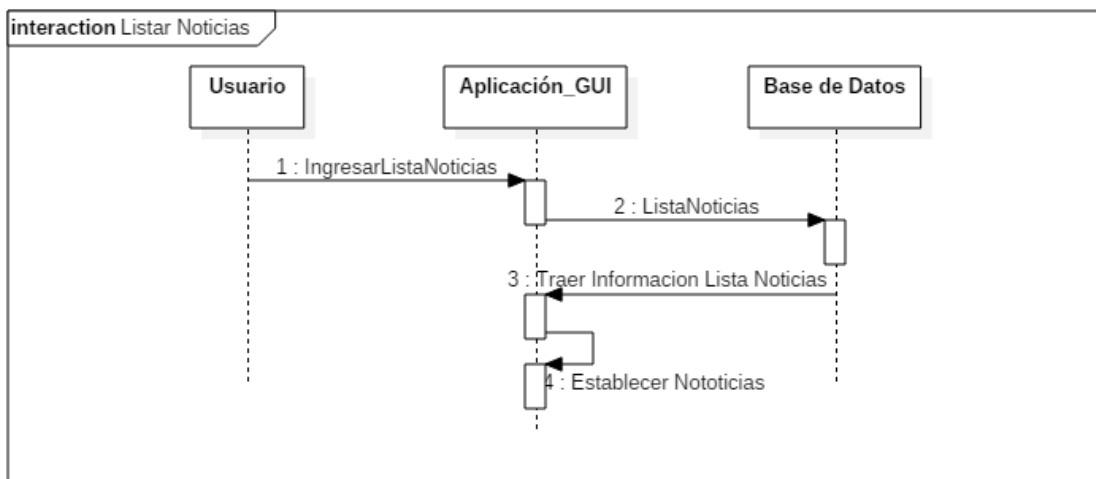 interaction Listar Noticias
Usuario
Aplicación_GUI
Base de Datos
1 : IngresarListaNoticias
2 : ListaNoticias
3 : Traer Informacion Lista Noticias
4 : Establecer Nototicias